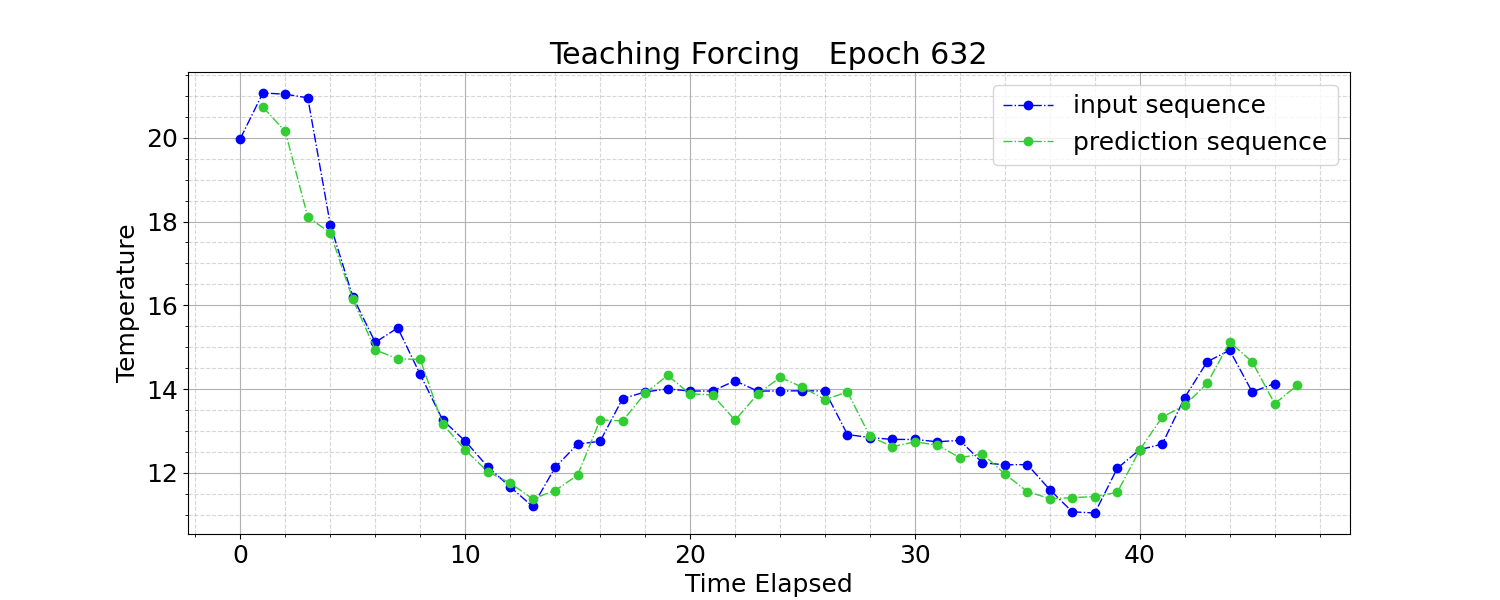 Teaching Forcing   Epoch 632
input sequence
prediction sequence
20
18
16
14
12
Temperature
0 10 20 30 40
Time Elapsed